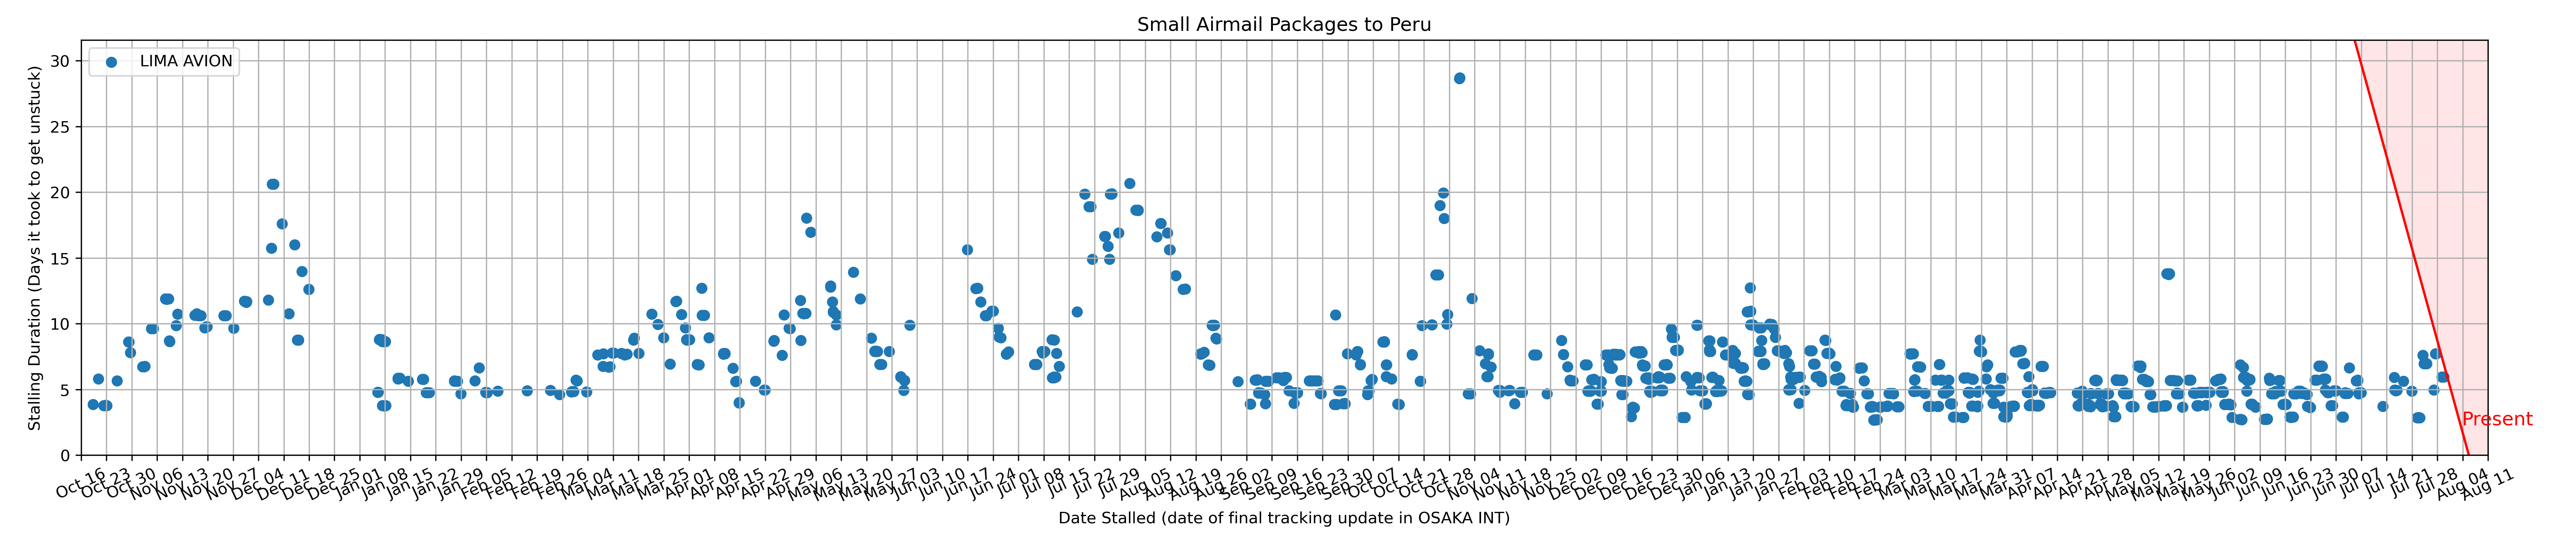 Small Airmail Packages to Peru
LIMA AVION
Stalling Duration (Days it took to get unstuck)
30
25
20
15
10
5
0
Present
Oct 16
Oct 23
Oct 30
Nov 06
Nov 13
Nov 20
Nov 27
Dec 04
Dec 11
Dec 18
Dec 25
Jan 01
Jan 08
Jan 15
Jan 22
Jan 29
Feb 05
Feb 12
Feb 19
Feb 26
Mar 04
Mar 11
Mar 18
Mar 25
Apr 01
Apr 08
Apr 15
Apr 22
Apr 29
May 06
May 13
May 20
May 27
Jun 03
Jun 10
Jun 17
Jun 24
Jul 01
Jul 08
Jul 15
Jul 22
Jul 29
Aug 05
Aug 12
Aug 19
Aug 26
Sep 02
Sep 09
Sep 16
Sep 23
Sep 30
Oct 07
Oct 14
Oct 21
Oct 28
Nov 04
Nov 11
Nov 18
Nov 25
Dec 02
Dec 09
Dec 16
Dec 23
Dec 30
Jan 06
Jan 13
Jan 20
Jan 27
Feb 03
Feb 10
Feb 17
Feb 24
Mar 03
Mar 10
Mar 17
Mar 24
Mar 31
Apr 07
Apr 14
Apr 21
Apr 28
May 05
May 12
May 19
May 26
Jun 02
Jun 09
Jun 16
Jun 23
Jun 30
Jul 07
Jul 14
Jul 21
Jul 28
Aug 04
Aug 11
Date Stalled (date of final tracking update in OSAKA INT)